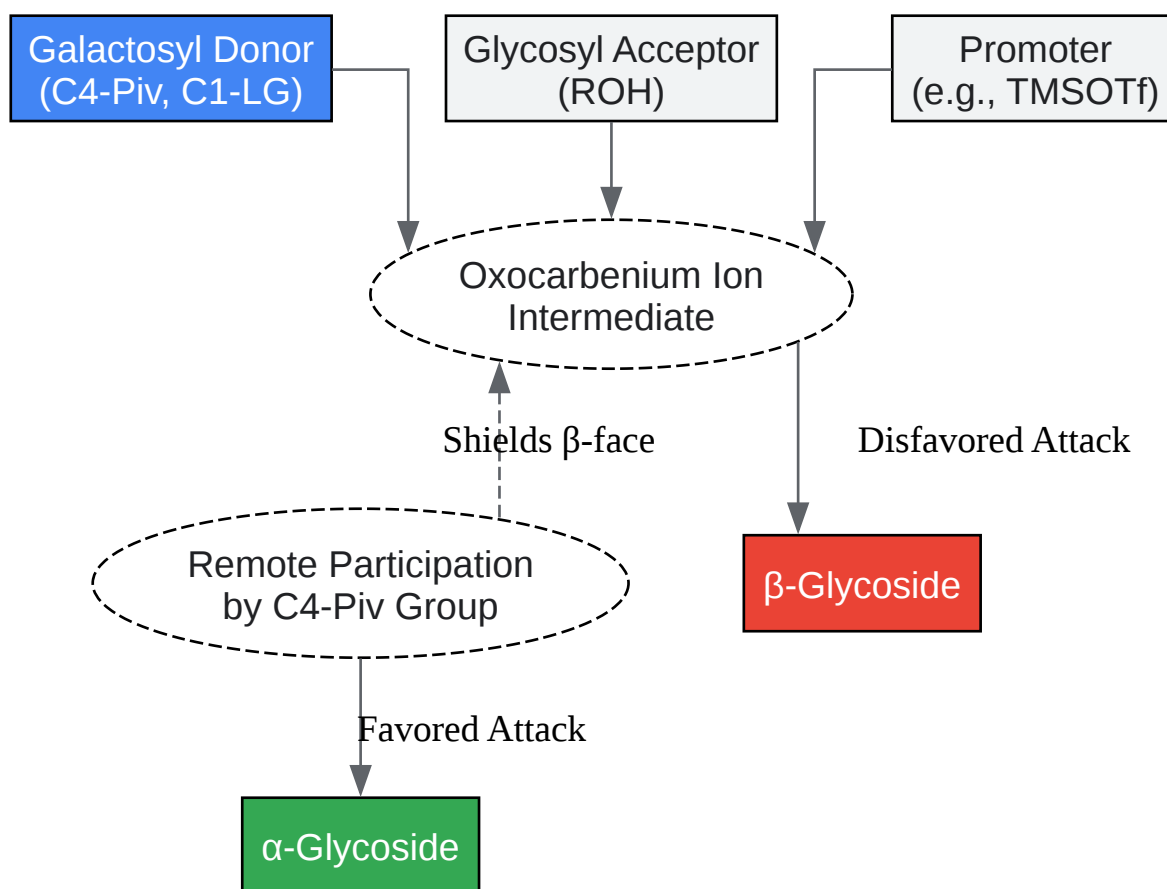 Galactosyl Donor
(C4-Piv, C1-LG)
Glycosyl Acceptor
(ROH)
Promoter
(e.g., TMSOTf)
Oxocarbenium Ion
Intermediate
Shields β-face
Disfavored Attack
Remote Participation
by C4-Piv Group
β-Glycoside
Favored Attack
α-Glycoside